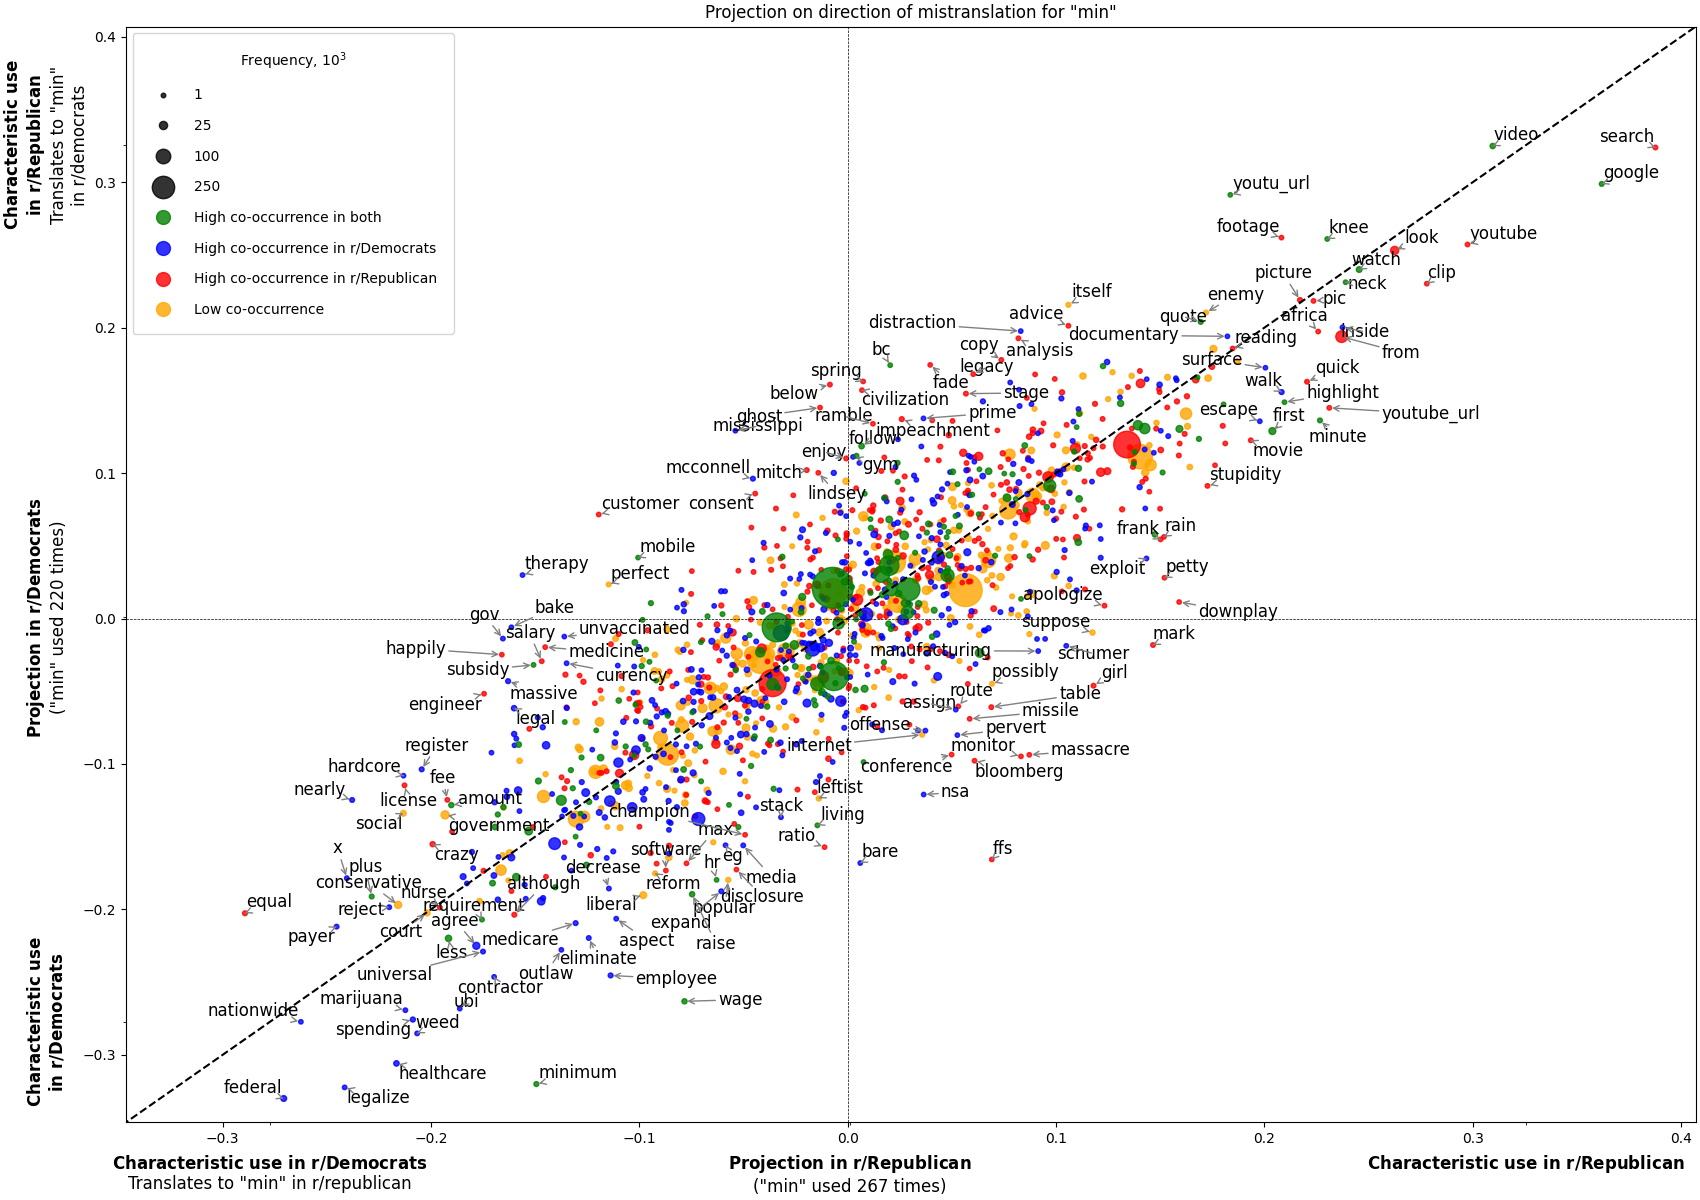 Projection on direction of mistranslation for "min"
Characteristic use
in r/Republican
Translates to "min"
in r/democrats
Projection in r/Democrats
("min" used 220 times)
Characteristic use
in r/Democrats
0.4
0.3
0.2
0.1
0.0
−0.1
−0.2
−0.3
Frequency, 10³
1
25
100
250
High co-occurrence in both
High co-occurrence in r/Democrats
High co-occurrence in r/Republican
Low co-occurrence
video
search
google
youtu_url
footage
knee
look
youtube
watch
picture
clip
neck
itself
enemy
pic
advice
quote
africa
distraction
documentary
reading
inside
copy
analysis
from
bc
surface
spring
legacy
quick
fade
walk
below
stage
highlight
civilization
ghost
ramble
prime
escape
first
youtube_url
mississippi
impeachment
follow
minute
enjoy
movie
mcconnell
mitch
gym
stupidity
customer
consent
lindsey
frank
rain
mobile
therapy
perfect
exploit
petty
bake
apologize
downplay
gov
salary
unvaccinated
suppose
mark
happily
medicine
manufacturing
schumer
subsidy
currency
possibly
girl
engineer
massive
assign
route
table
legal
offense
missile
register
internet
pervert
monitor
massacre
hardcore
fee
conference
bloomberg
nearly
license
amount
leftist
nsa
social
government
champion
stack
living
max
ratio
x
crazy
software
bare
ffs
plus
decrease
hr
eg
conservative
nurse
although
reform
media
equal
reject
requirement
liberal
disclosure
popular
payer
court
agree
medicare
expand
aspect
raise
less
eliminate
universal
outlaw
employee
contractor
nationwide
marijuana
ubi
wage
spending
weed
healthcare
minimum
federal
legalize
−0.3
−0.2
−0.1
0.0
0.1
0.2
0.3
0.4
Characteristic use in r/Democrats
Projection in r/Republican
Characteristic use in r/Republican
Translates to "min" in r/republican
("min" used 267 times)